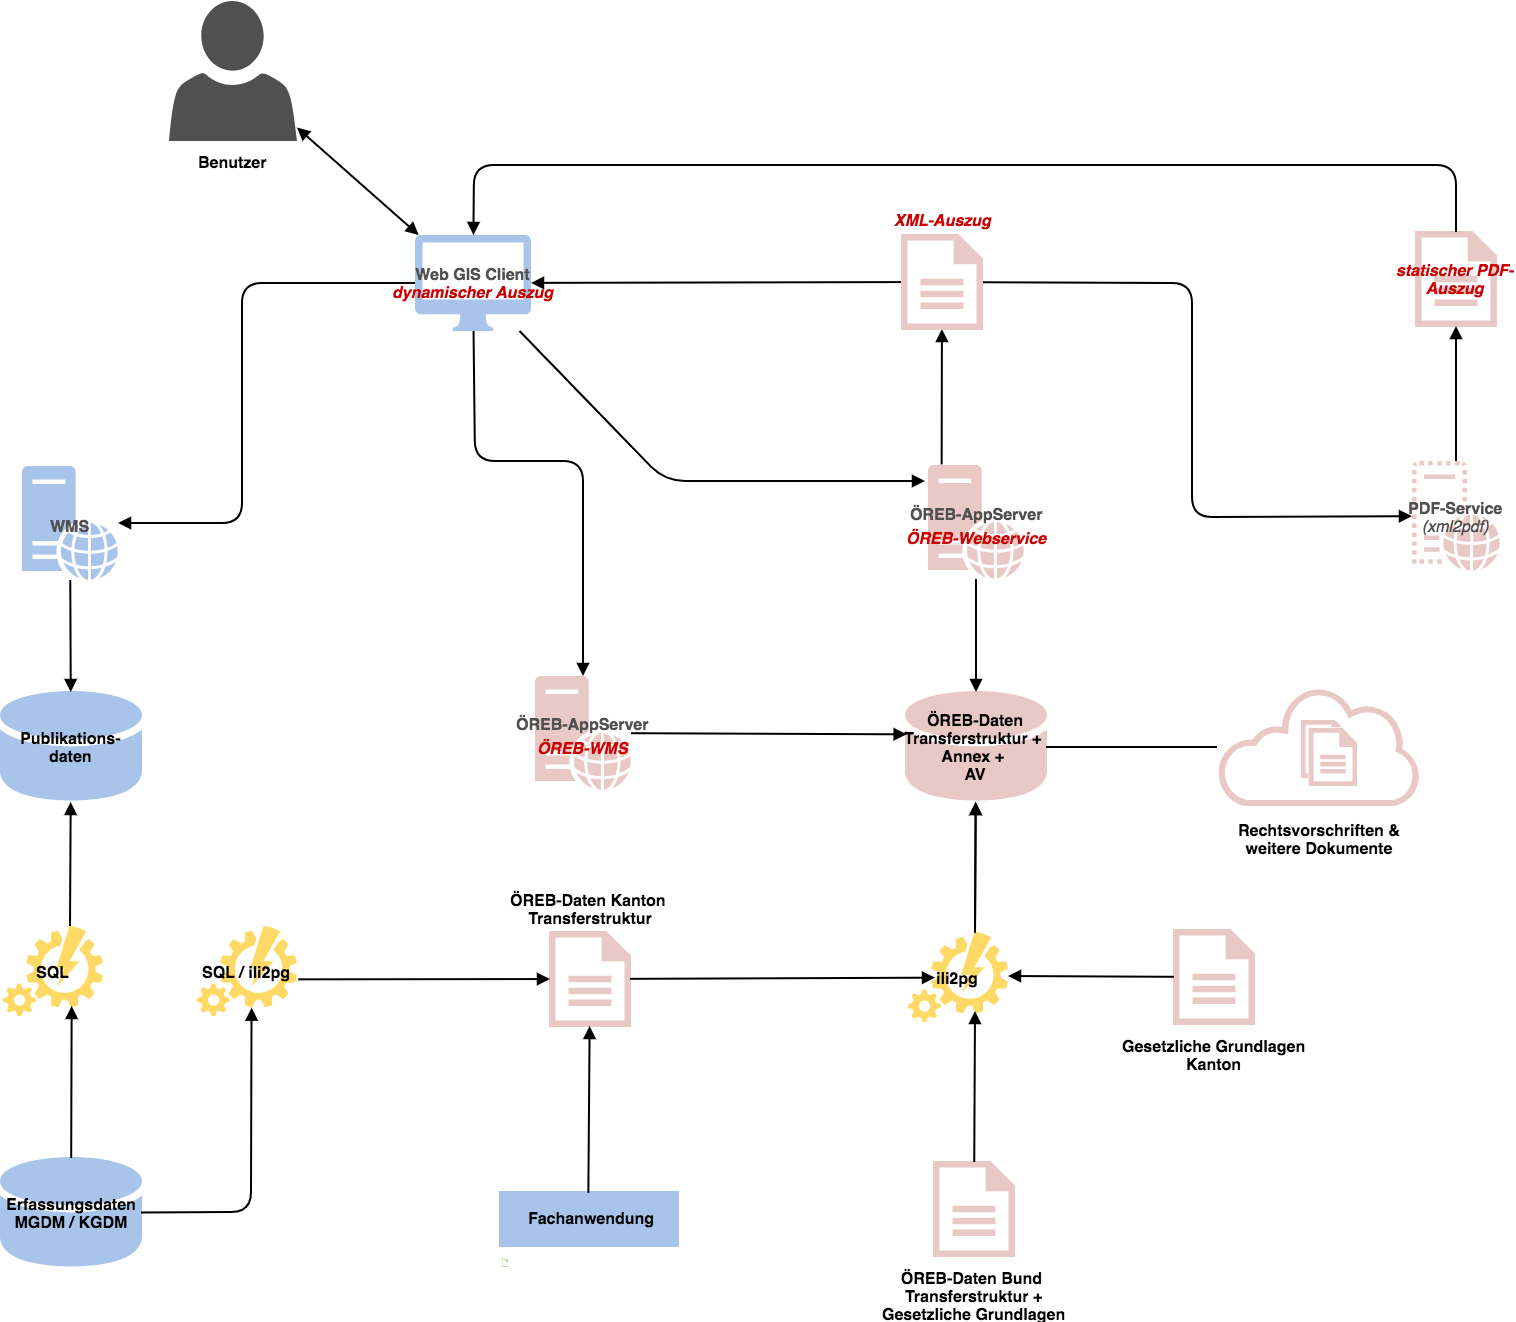 Benutzer
XML-Auszug
Web GIS Client
dynamischer Auszug
statischer PDF-
Auszug
WMS
ÖREB-AppServer
ÖREB-Webservice
PDF-Service
(xml2pdf)
Publikations-
daten
ÖREB-AppServer
ÖREB-WMS
ÖREB-Daten
Transferstruktur +
Annex +
AV
Rechtsvorschriften &
weitere Dokumente
ÖREB-Daten Kanton
Transferstruktur
SQL
SQL / ili2pg
ili2pg
Gesetzliche Grundlagen
Kanton
Erfassungsdaten
MGDM / KGDM
Fachanwendung
ÖREB-Daten Bund
Transferstruktur +
Gesetzliche Grundlagen